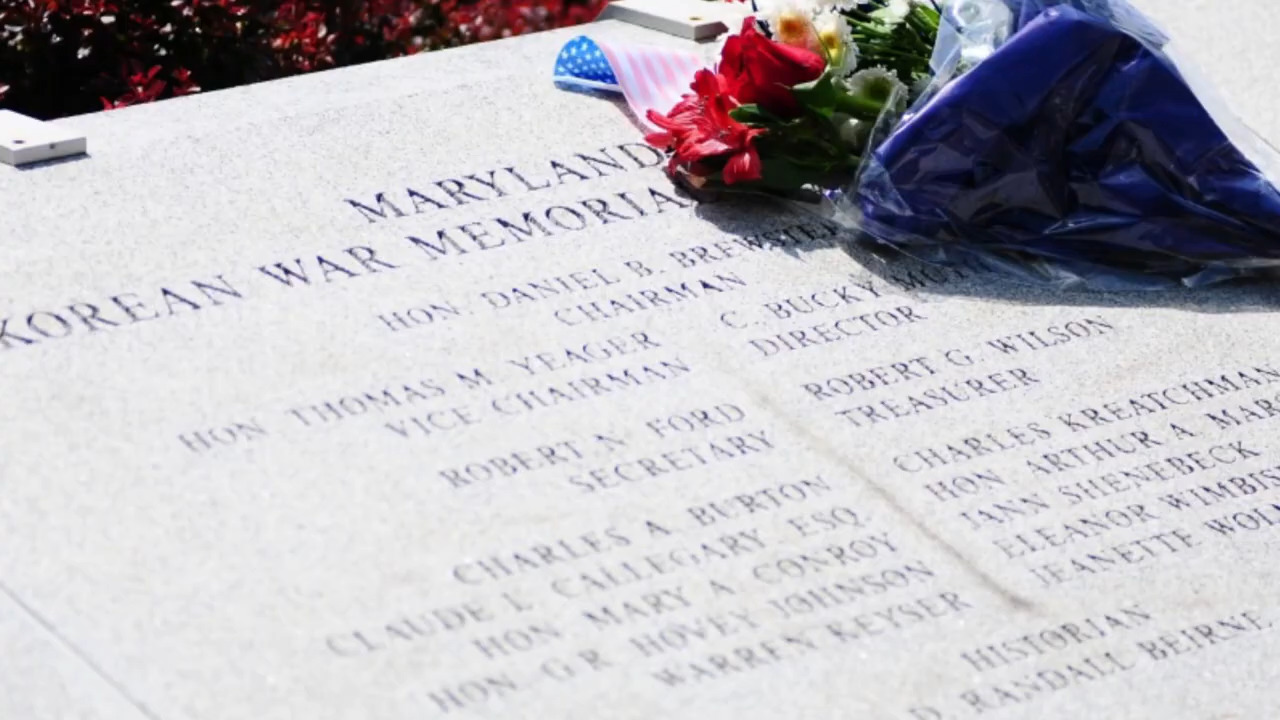 MARYLAND
KOREAN WAR MEMORIAL
HON. DANIEL B. BREWSTER
CHAIRMAN
HON THOMAS M. YEAGER
VICE CHAIRMAN
ROBERT N. FORD
SECRETARY
CHARLES A. BURTON
CLAUDE L. CALLEGARY ESQ.
HON. MARY A. CONROY
HON. G R HOVEY JOHNSON
WARREN KEYSER
C. BUCKY
DIRECTOR
ROBERT G. WILSON
TREASURER
CHARLES KREATCHMAN
HON. ARTHUR A.
JANN SHENEBECK
ELEANOR
JEANETTE
HISTORIAN
D. RANDALL BEIRNE